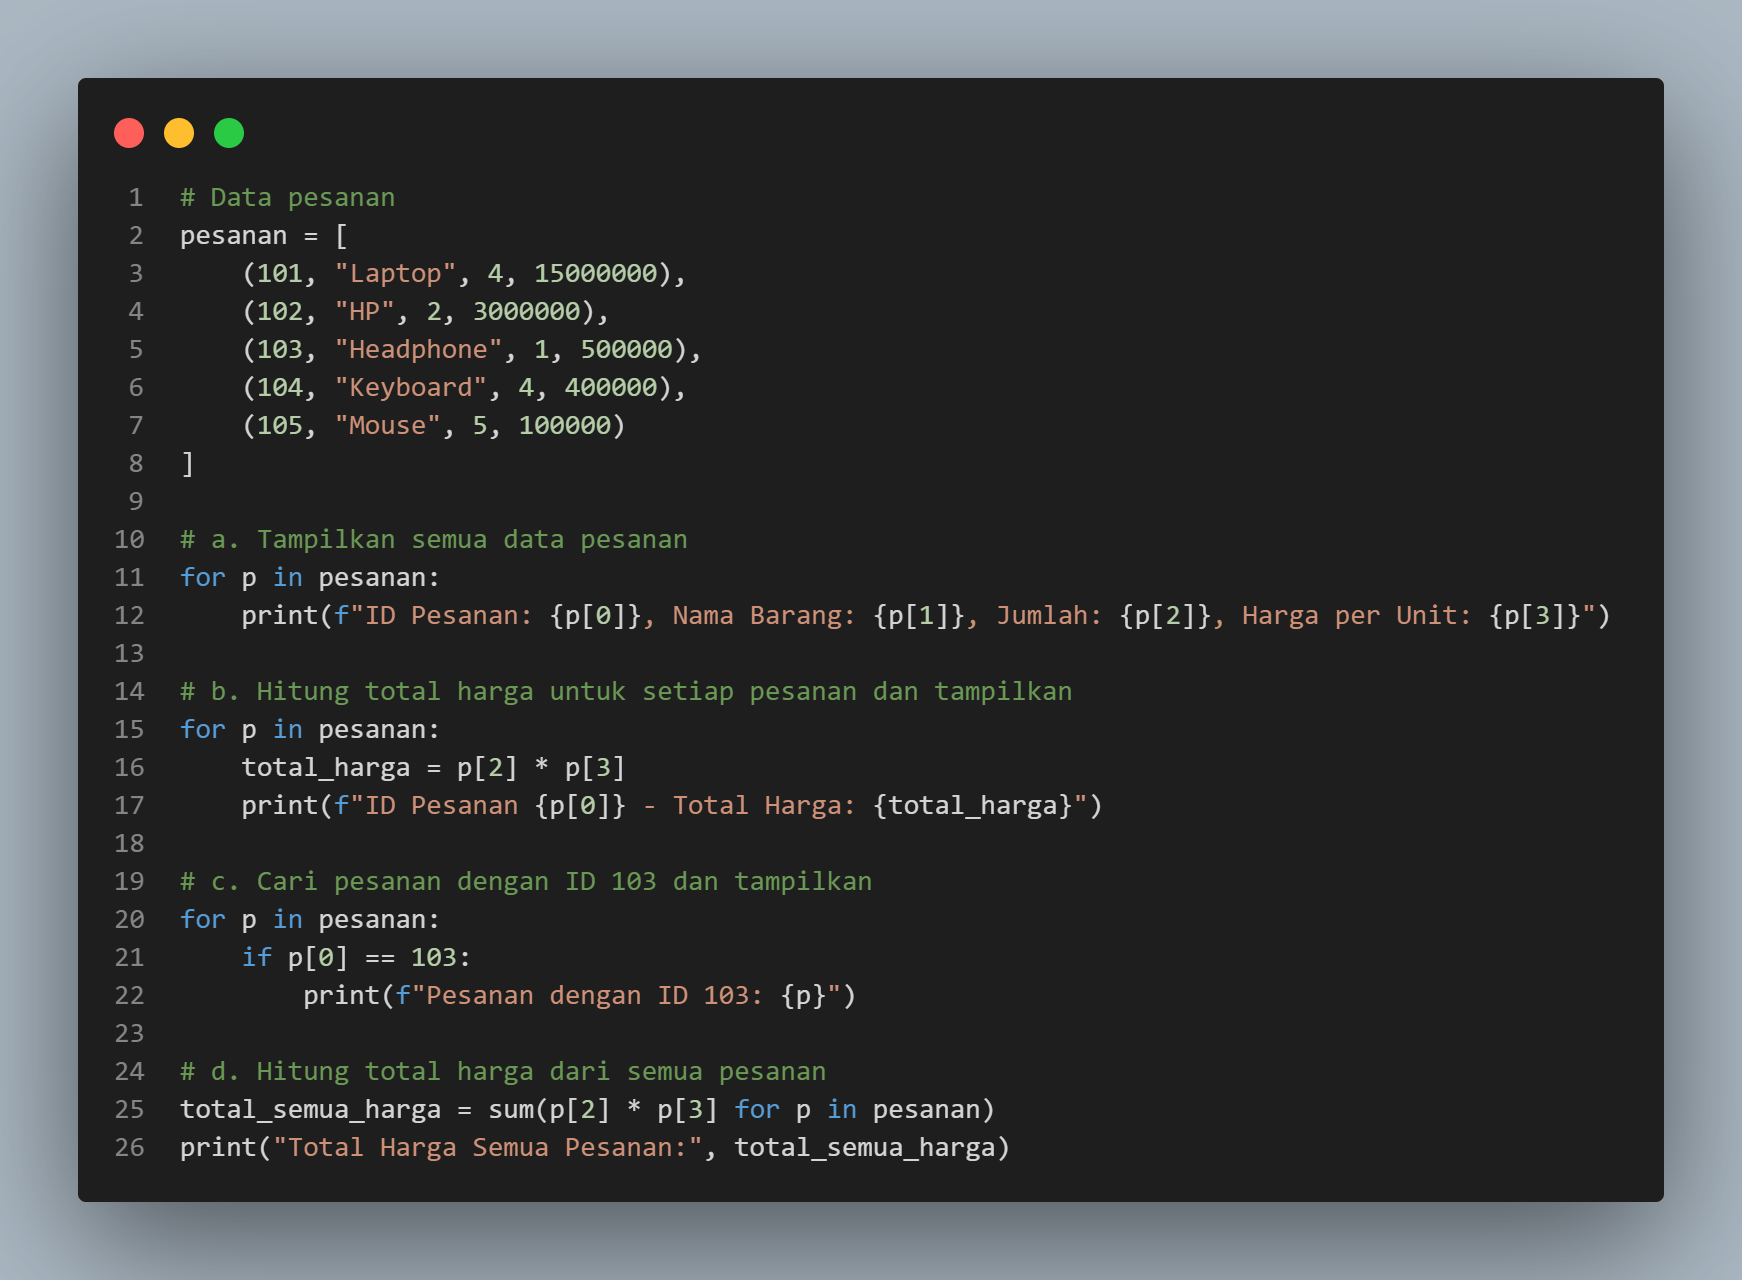 1 # Data pesanan
2 pesanan = [
3     (101, "Laptop", 4, 15000000),
4     (102, "HP", 2, 3000000),
5     (103, "Headphone", 1, 500000),
6     (104, "Keyboard", 4, 400000),
7     (105, "Mouse", 5, 100000)
8 ]
9
10 # a. Tampilkan semua data pesanan
11 for p in pesanan:
12     print(f"ID Pesanan: {p[0]}, Nama Barang: {p[1]}, Jumlah: {p[2]}, Harga per Unit: {p[3]}")
13
14 # b. Hitung total harga untuk setiap pesanan dan tampilkan
15 for p in pesanan:
16     total_harga = p[2] * p[3]
17     print(f"ID Pesanan {p[0]} - Total Harga: {total_harga}")
18
19 # c. Cari pesanan dengan ID 103 dan tampilkan
20 for p in pesanan:
21     if p[0] == 103:
22         print(f"Pesanan dengan ID 103: {p}")
23
24 # d. Hitung total harga dari semua pesanan
25 total_semua_harga = sum(p[2] * p[3] for p in pesanan)
26 print("Total Harga Semua Pesanan:", total_semua_harga)